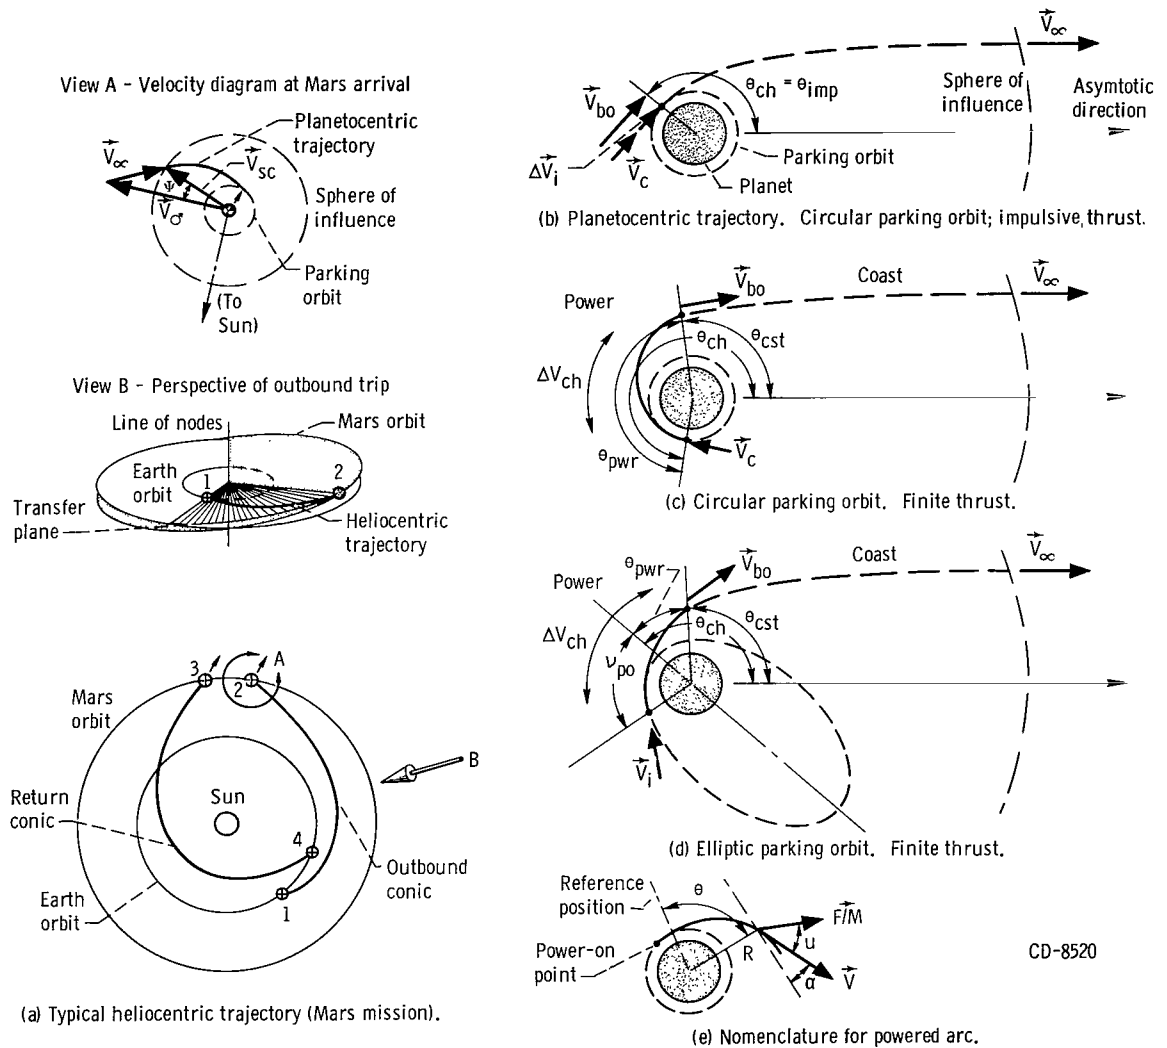 View A - Velocity diagram at Mars arrival
Planetocentric
trajectory
V∞
Vsc
ψ
V♂
Sphere of
influence
Parking
orbit
(To
Sun)
View B - Perspective of outbound trip
Line of nodes
Mars orbit
Earth
orbit
1
2
Transfer
plane
Heliocentric
trajectory
3
2
A
Mars
orbit
B
Sun
Return
conic
4
Outbound
conic
Earth
orbit
1
(a) Typical heliocentric trajectory (Mars mission).
V∞
θch = θimp
Sphere of
influence
Asymtotic
direction
Vbo
ΔVi
Vc
Parking orbit
Planet
(b) Planetocentric trajectory. Circular parking orbit; impulsive, thrust.
Vbo
Coast
V∞
Power
θch
θcst
ΔVch
θpwr
Vc
(c) Circular parking orbit. Finite thrust.
θpwr
Vbo
Coast
V∞
Power
ΔVch
θch
θcst
νpo
Vi
(d) Elliptic parking orbit. Finite thrust.
Reference
position
θ
F/M
Power-on
point
R
u
α
V
CD-8520
(e) Nomenclature for powered arc.